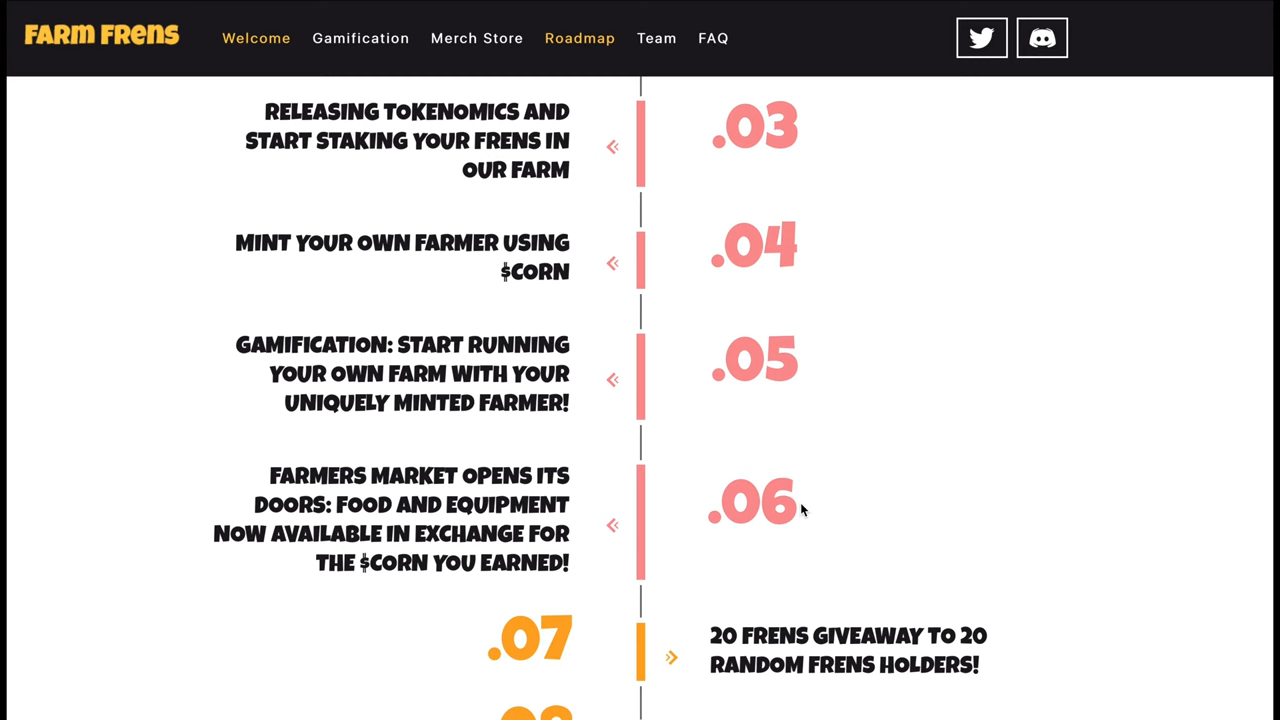 Farm Frens
Welcome Gamification Merch Store Roadmap Team FAQ
RELEASING TOKENOMICS AND
START STAKING YOUR FRENS IN
OUR FARM
.03
MINT YOUR OWN FARMER USING
$CORN
.04
GAMIFICATION: START RUNNING
YOUR OWN FARM WITH YOUR
UNIQUELY MINTED FARMER!
.05
FARMERS MARKET OPENS ITS
DOORS: FOOD AND EQUIPMENT
NOW AVAILABLE IN EXCHANGE FOR
THE $CORN YOU EARNED!
.06
.07
20 FRENS GIVEAWAY TO 20
RANDOM FRENS HOLDERS!